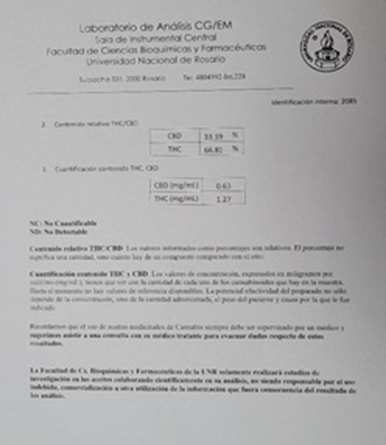 Laboratorio de Análisis CG/EM
Sala de Instrumental Central
Facultad de Ciencias Bioquímicas y Farmacéuticas
Universidad Nacional de Rosario
Suipacha 531. 2000 Rosario Tel: 4804592 Int.228
Identificación interna: 2085
2. Contenido relativo THC/CBD
CBD 33.19 %
THC 66.81 %
3. Cuantificación contenido THC, CBD
CBD (mg/mL) 0.63
THC (mg/mL) 1.27
NC: No Cuantificable
ND: No Detectable
Contenido relativo THC/CBD. Los valores informados como porcentajes son relativos. El porcentaje no
significa una cantidad, sino cuánto hay de un compuesto comparado con el otro.
Cuantificación contenido THC y CBD. Los valores de concentración, expresados en miligramos por
mililitro (mg/mL), tienen que ver con la cantidad de cada uno de los cannabinoides que hay en la muestra.
Hasta el momento no hay valores de referencia disponibles. La potencial efectividad del preparado no sólo
depende de la concentración, sino de la cantidad administrada, el peso del paciente y causa por la que le fue
indicado.
Recordamos que el uso de aceites medicinales de Cannabis siempre debe ser supervisado por un médico y
sugerimos asistir a una consulta con su médico tratante para evacuar dudas respecto de estos
resultados.
La Facultad de Cs. Bioquímicas y Farmacéuticas de la UNR solamente realizará estudios de
investigación en los aceites colaborando científicamente en su análisis, no siendo responsable por el uso
indebido, comercialización u otra utilización de la información que fuera consecuencia del resultado de
los análisis.